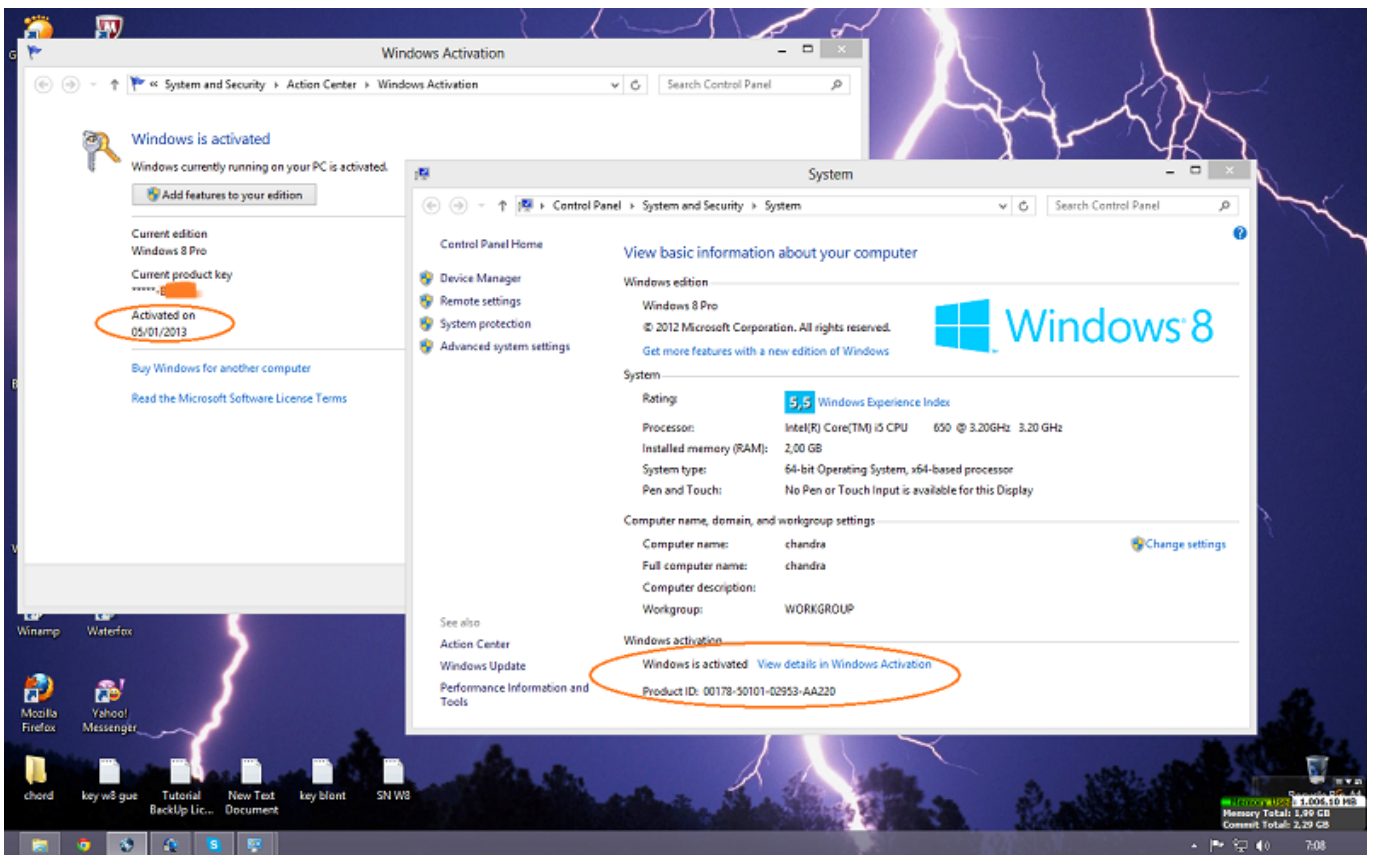 Windows Activation
« System and Security ▸ Action Center ▸ Windows Activation
Search Control Panel
Windows is activated
Windows currently running on your PC is activated.
Add features to your edition
Current edition
Windows 8 Pro
Current product key
*****-
Activated on
05/01/2013
Buy Windows for another computer
Read the Microsoft Software License Terms
System
Control Panel ▸ System and Security ▸ System
Search Control Panel
Control Panel Home
Device Manager
Remote settings
System protection
Advanced system settings
See also
Action Center
Windows Update
Performance Information and
Tools
View basic information about your computer
Windows edition
Windows 8 Pro
© 2012 Microsoft Corporation. All rights reserved.
Get more features with a new edition of Windows
Windows 8
System
Rating: 5,5 Windows Experience Index
Processor: Intel(R) Core(TM) i5 CPU 650 @ 3.20GHz 3.20 GHz
Installed memory (RAM): 2,00 GB
System type: 64-bit Operating System, x64-based processor
Pen and Touch: No Pen or Touch Input is available for this Display
Computer name, domain, and workgroup settings
Computer name: chandra
Change settings
Full computer name: chandra
Computer description:
Workgroup: WORKGROUP
Windows activation
Windows is activated View details in Windows Activation
Product ID: 00178-50101-02953-AA220
Winamp
Waterfox
Mozilla
Firefox
Yahoo!
Messenger
chord
key w8 gue
Tutorial
BackUp Lic...
New Text
Document
key blont
SN W8
1.006.10 MB
Memory Total: 1,99 GB
Commit Total: 2,29 GB
7:08